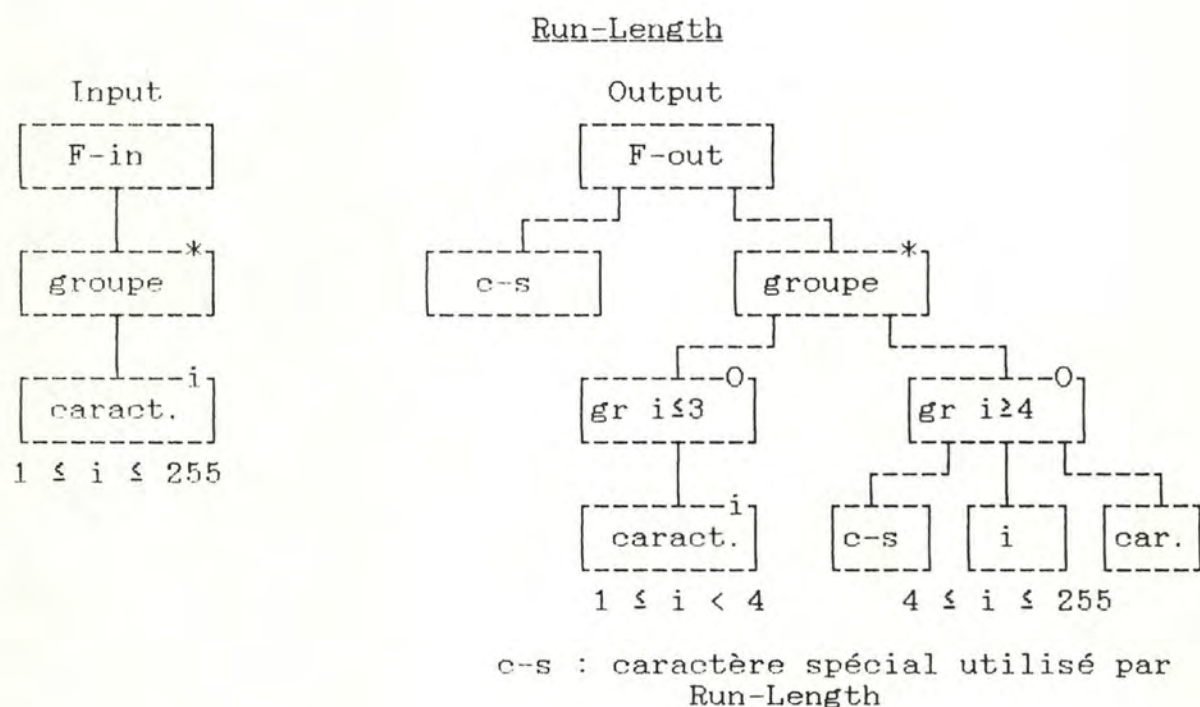 Run-Length
Input
Output
F-in
F-out
*
groupe
c-s
*
groupe
i
caract.
O
gr i≤3
O
gr i≥4
1 ≤ i ≤ 255
i
caract.
c-s
i
car.
1 ≤ i < 4
4 ≤ i ≤ 255
c-s : caractère spécial utilisé par
Run-Length